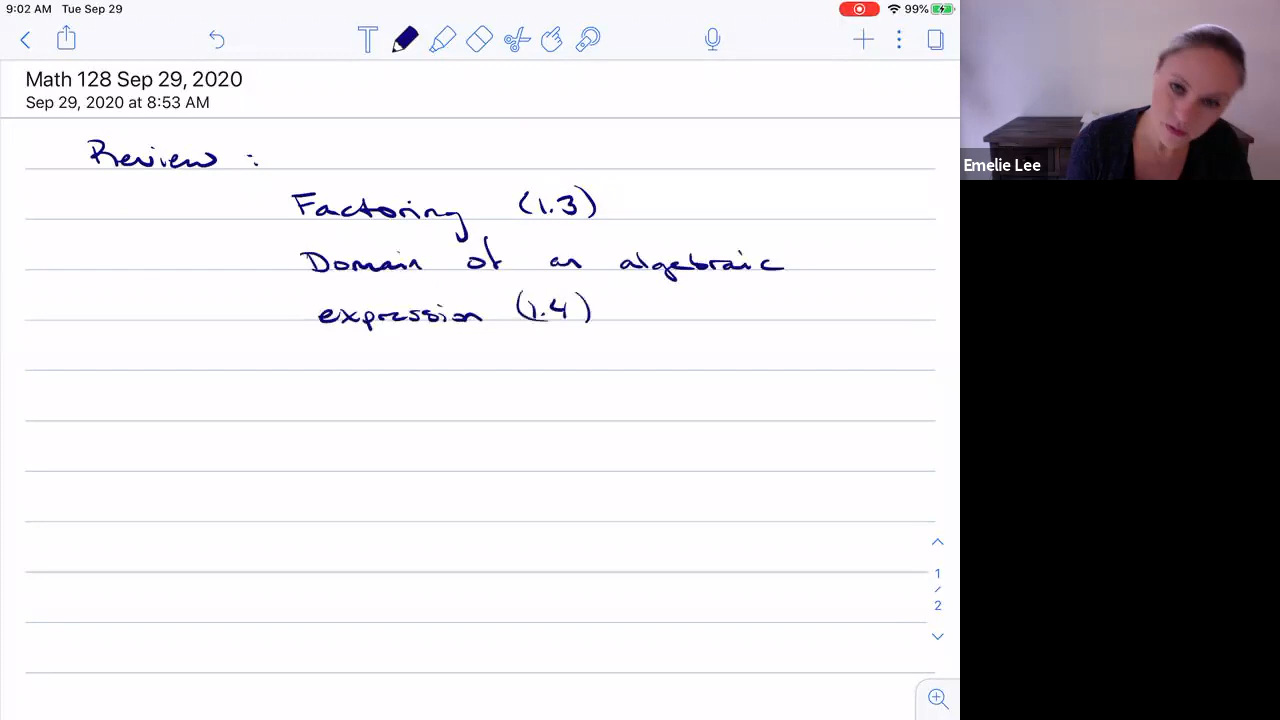 9:02 AM Tue Sep 29
99%
Math 128 Sep 29, 2020
Sep 29, 2020 at 8:53 AM
Review :
Factoring (1.3)
Domain of an algebraic
expression (1.4)
Emelie Lee
1
/
2